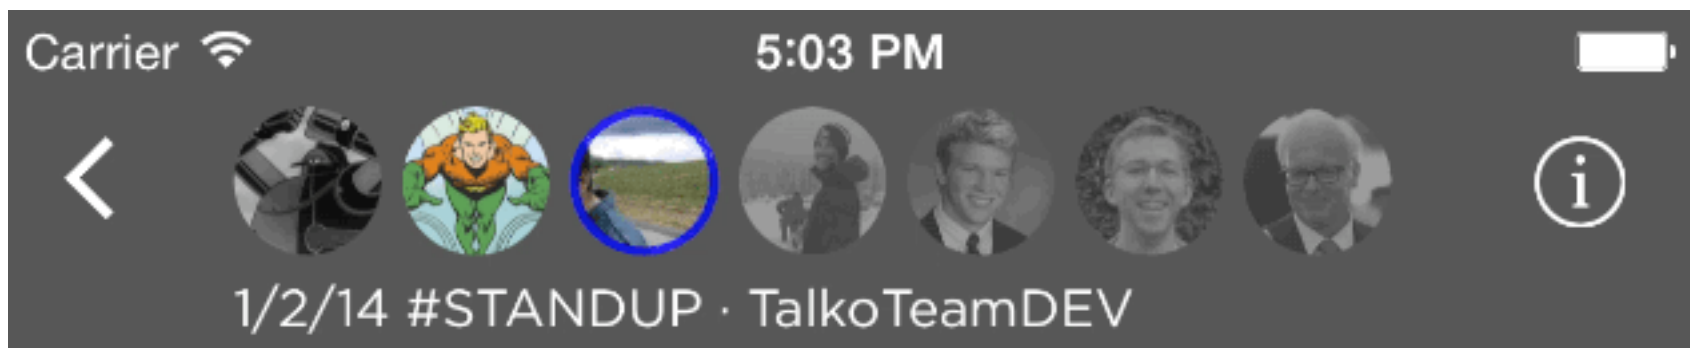 Carrier 5:03 PM
i
1/2/14 #STANDUP · TalkoTeamDEV